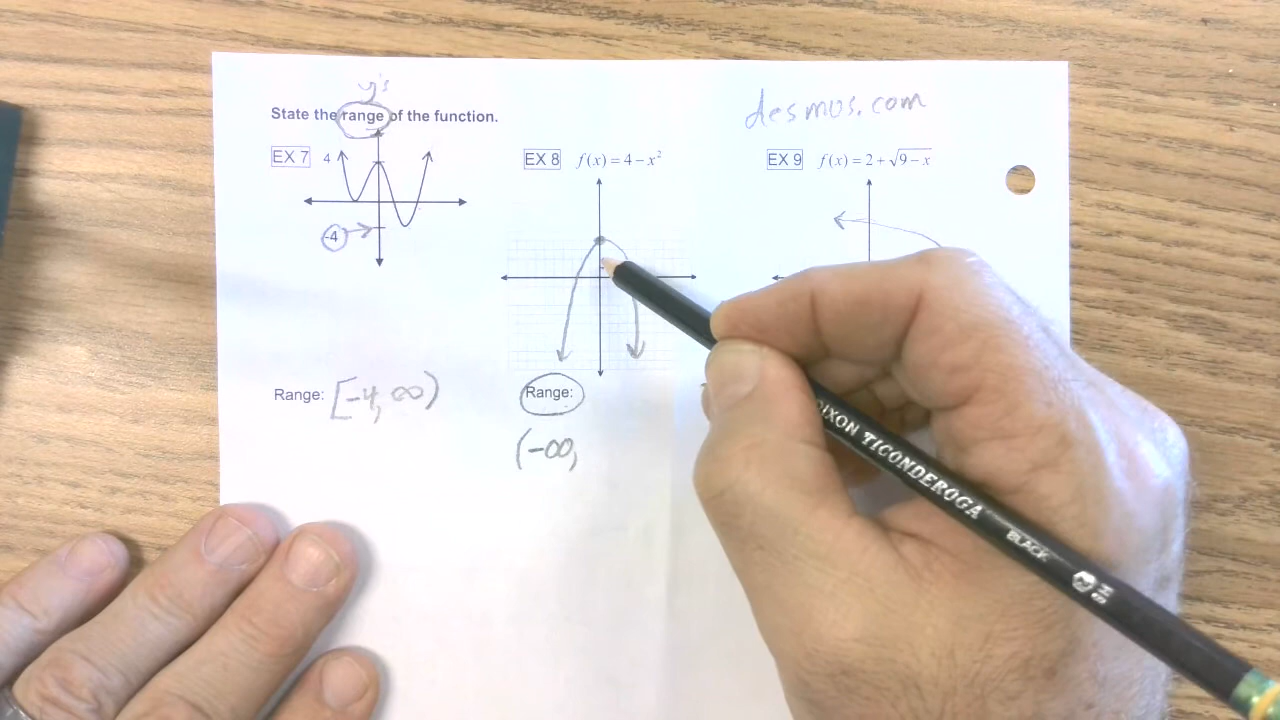 y's
State the range of the function.
desmos.com
EX 7
4
-4
Range: [-4, ∞)
EX 8 f(x) = 4 - x²
Range:
(-∞,
EX 9 f(x) = 2 + √(9 - x)
DIXON TICONDEROGA
BLACK
HB